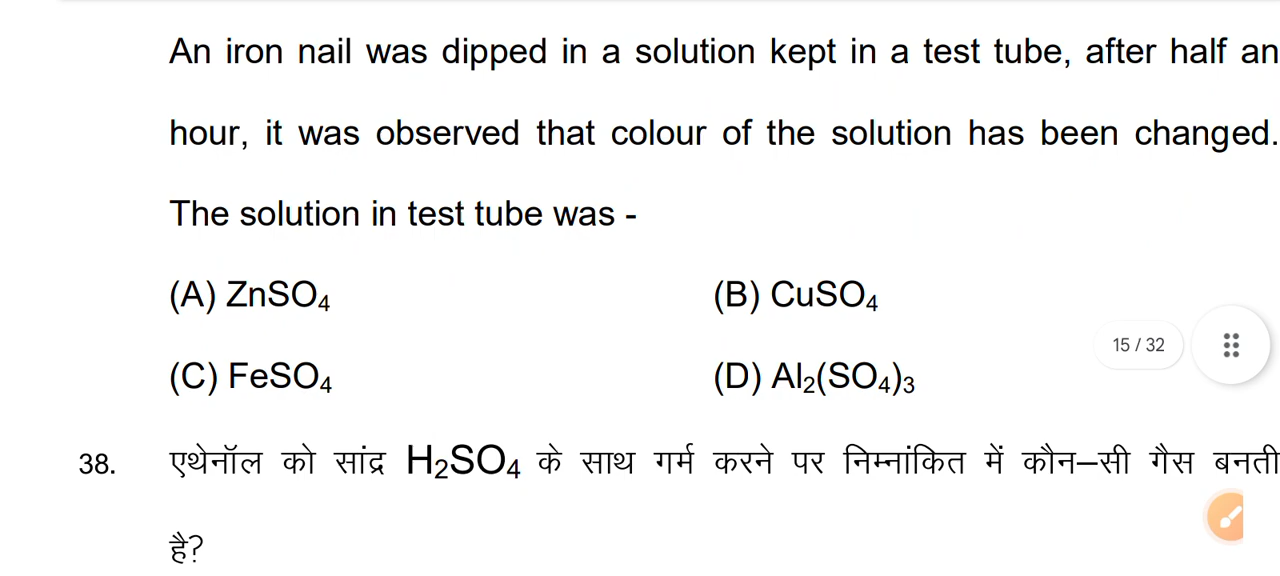 An iron nail was dipped in a solution kept in a test tube, after half an
hour, it was observed that colour of the solution has been changed.
The solution in test tube was -
(A) ZnSO₄ (B) CuSO₄
15 / 32
(C) FeSO₄ (D) Al₂(SO₄)₃
38. एथेनॉल को सांद्र H₂SO₄ के साथ गर्म करने पर निम्नांकित में कौन–सी गैस बनती
है?